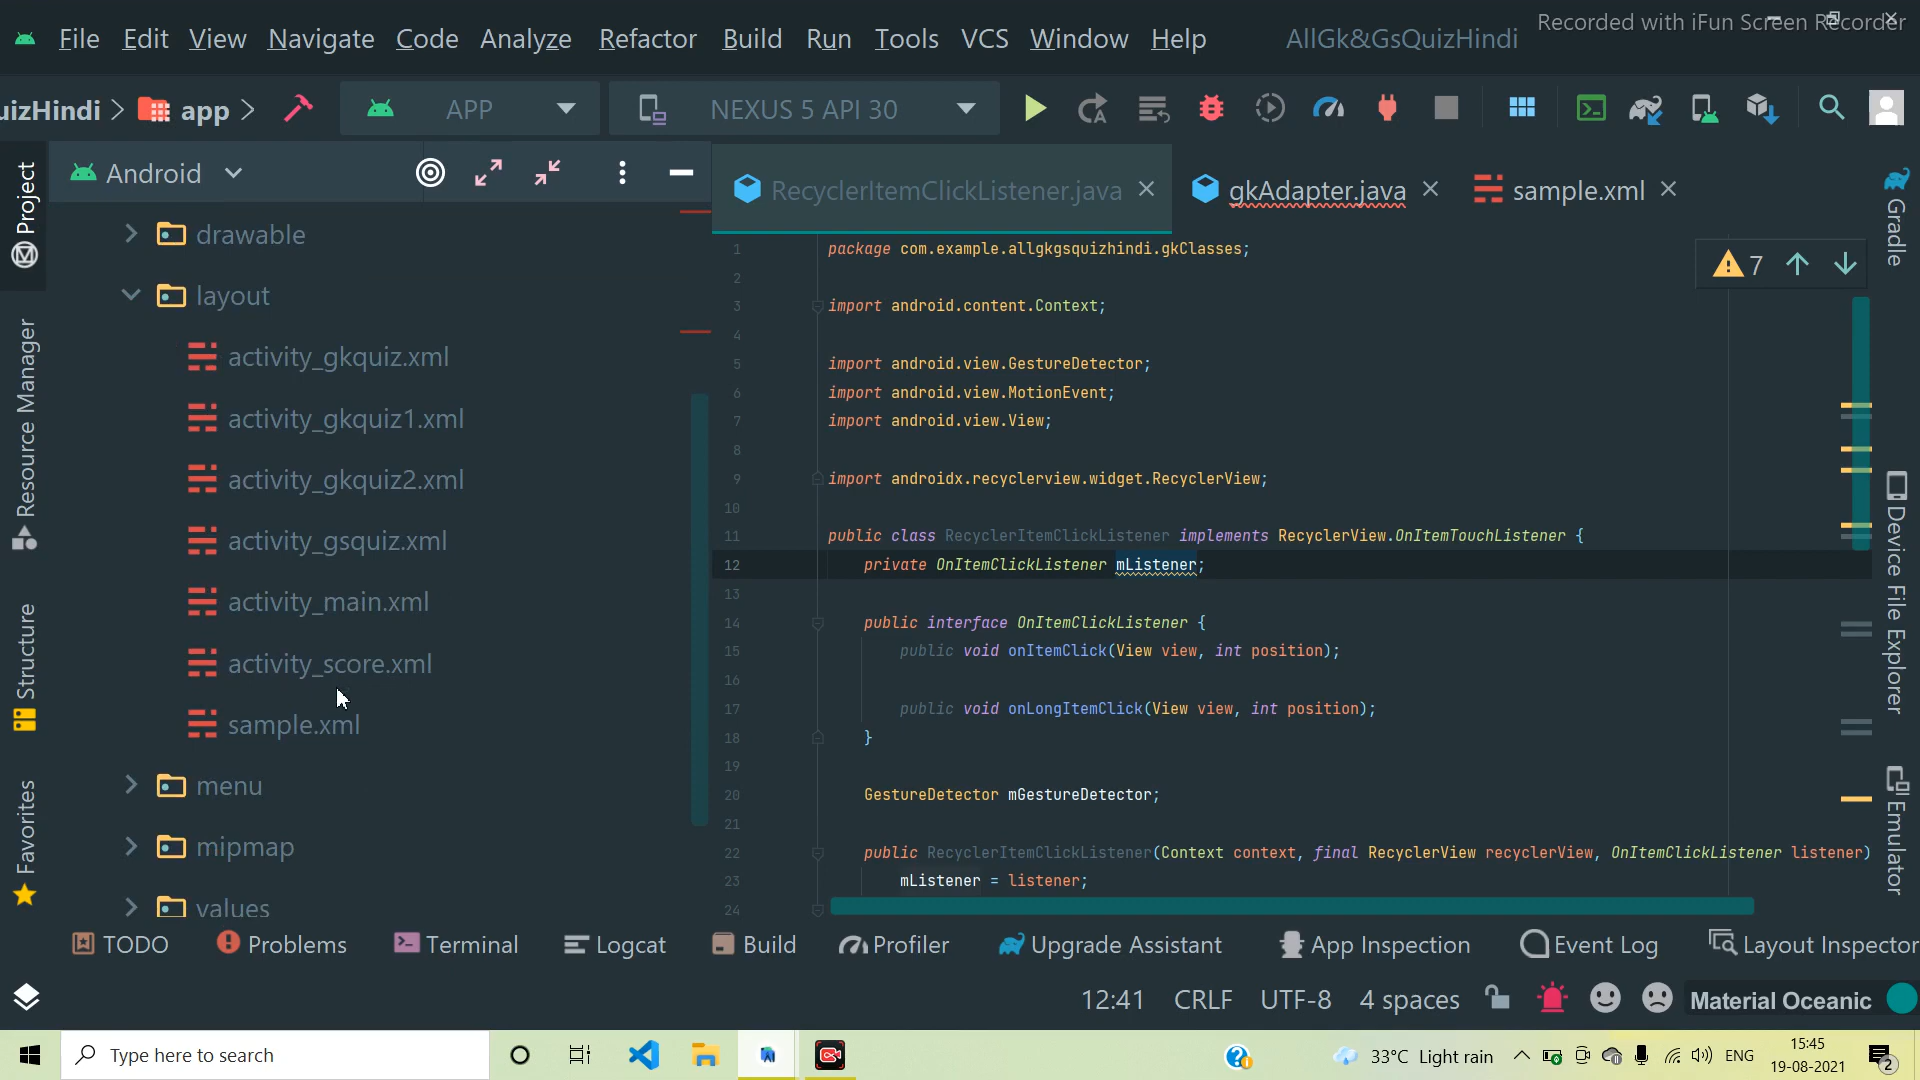 File Edit View Navigate Code Analyze Refactor Build Run Tools VCS Window Help AllGk&GsQuizHindi
Recorded with iFun Screen Recorder
uizHindi app APP NEXUS 5 API 30
Project
Resource Manager
Structure
Favorites
Android
drawable
layout
activity_gkquiz.xml
activity_gkquiz1.xml
activity_gkquiz2.xml
activity_gsquiz.xml
activity_main.xml
activity_score.xml
sample.xml
menu
mipmap
values
RecyclerItemClickListener.java gkAdapter.java sample.xml
7
1 package com.example.allgkgsquizhindi.gkClasses;
2
3 import android.content.Context;
4
5 import android.view.GestureDetector;
6 import android.view.MotionEvent;
7 import android.view.View;
8
9 import androidx.recyclerview.widget.RecyclerView;
10
11 public class RecyclerItemClickListener implements RecyclerView.OnItemTouchListener {
12 private OnItemClickListener mListener;
13
14 public interface OnItemClickListener {
15 public void onItemClick(View view, int position);
16
17 public void onLongItemClick(View view, int position);
18 }
19
20 GestureDetector mGestureDetector;
21
22 public RecyclerItemClickListener(Context context, final RecyclerView recyclerView, OnItemClickListener listener)
23 mListener = listener;
24
Gradle
Device File Explorer
Emulator
TODO Problems Terminal Logcat Build Profiler Upgrade Assistant App Inspection Event Log Layout Inspector
12:41 CRLF UTF-8 4 spaces Material Oceanic
Type here to search
33°C Light rain ENG
15:45
19-08-2021
2